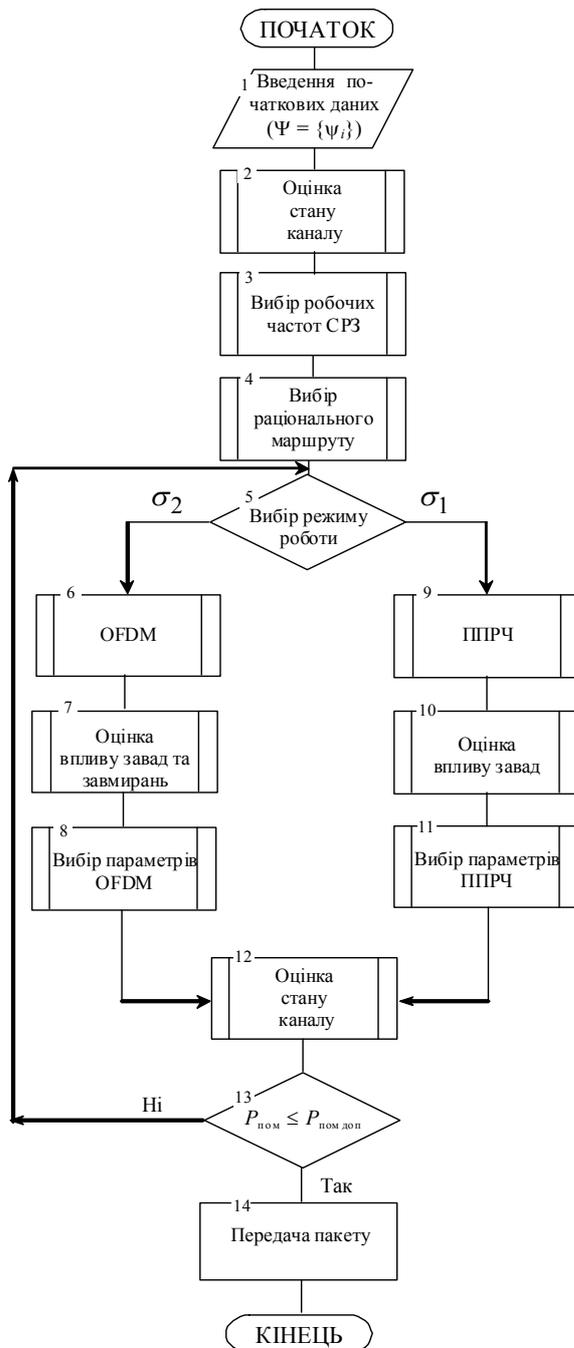 ПОЧАТОК
1
Введення по-
чаткових даних
(Ψ = {ψi})
2
Оцінка
стану
каналу
3
Вибір робочих
частот СРЗ
4
Вибір
раціонального
маршруту
σ2
5
Вибір режиму
роботи
σ1
6
OFDM
9
ППРЧ
7
Оцінка
впливу завад та
завмирань
10
Оцінка
впливу завад
8
Вибір параметрів
OFDM
11
Вибір параметрів
ППРЧ
12
Оцінка
стану
каналу
Ні
13
Pпом ≤ Pпом доп
Так
14
Передача пакету
КІНЕЦЬ